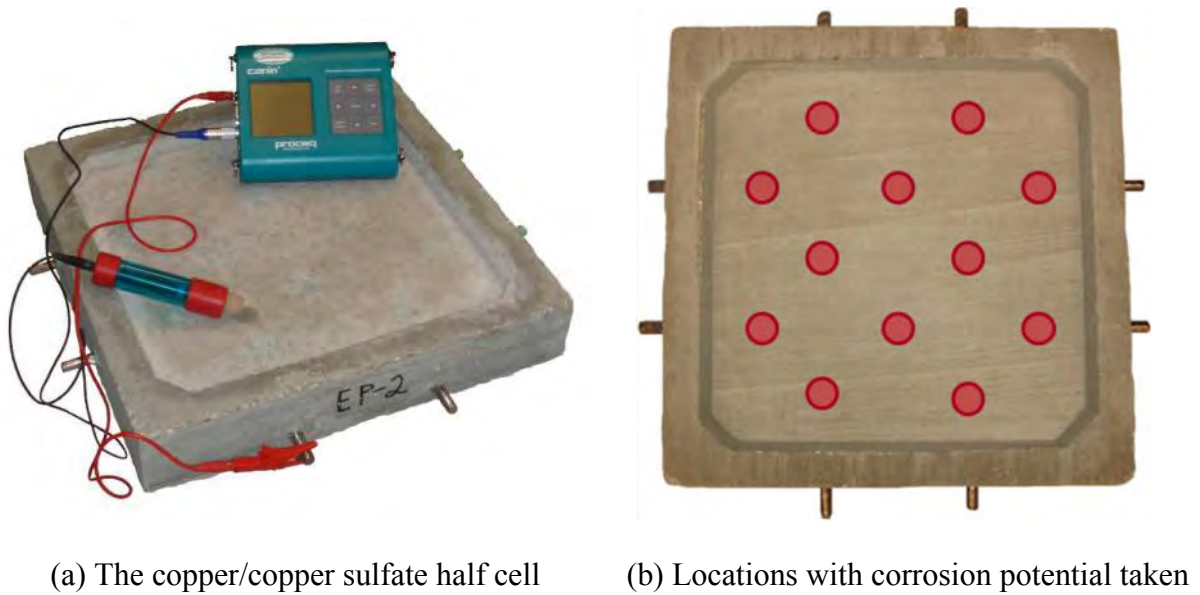 canin+
proceq
EP-2
(a) The copper/copper sulfate half cell
(b) Locations with corrosion potential taken